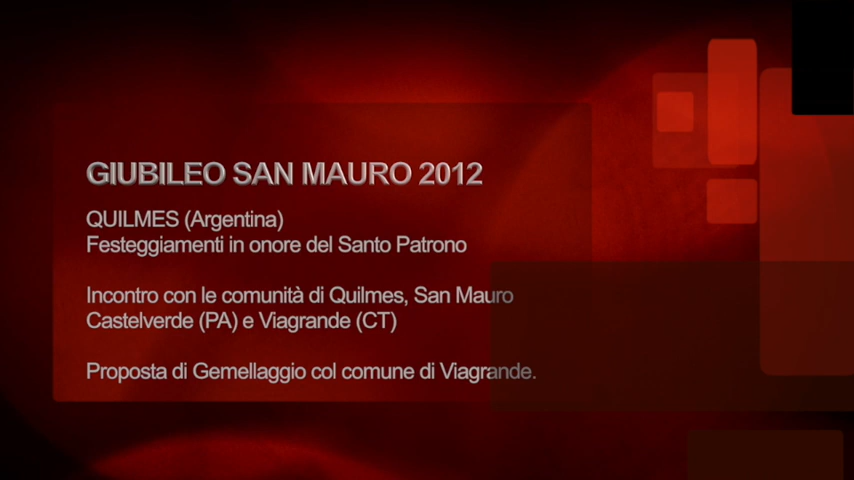 GIUBILEO SAN MAURO 2012
QUILMES (Argentina)
Festeggiamenti in onore del Santo Patrono
Incontro con le comunità di Quilmes, San Mauro
Castelverde (PA) e Viagrande (CT)
Proposta di Gemellaggio col comune di Viagrande.